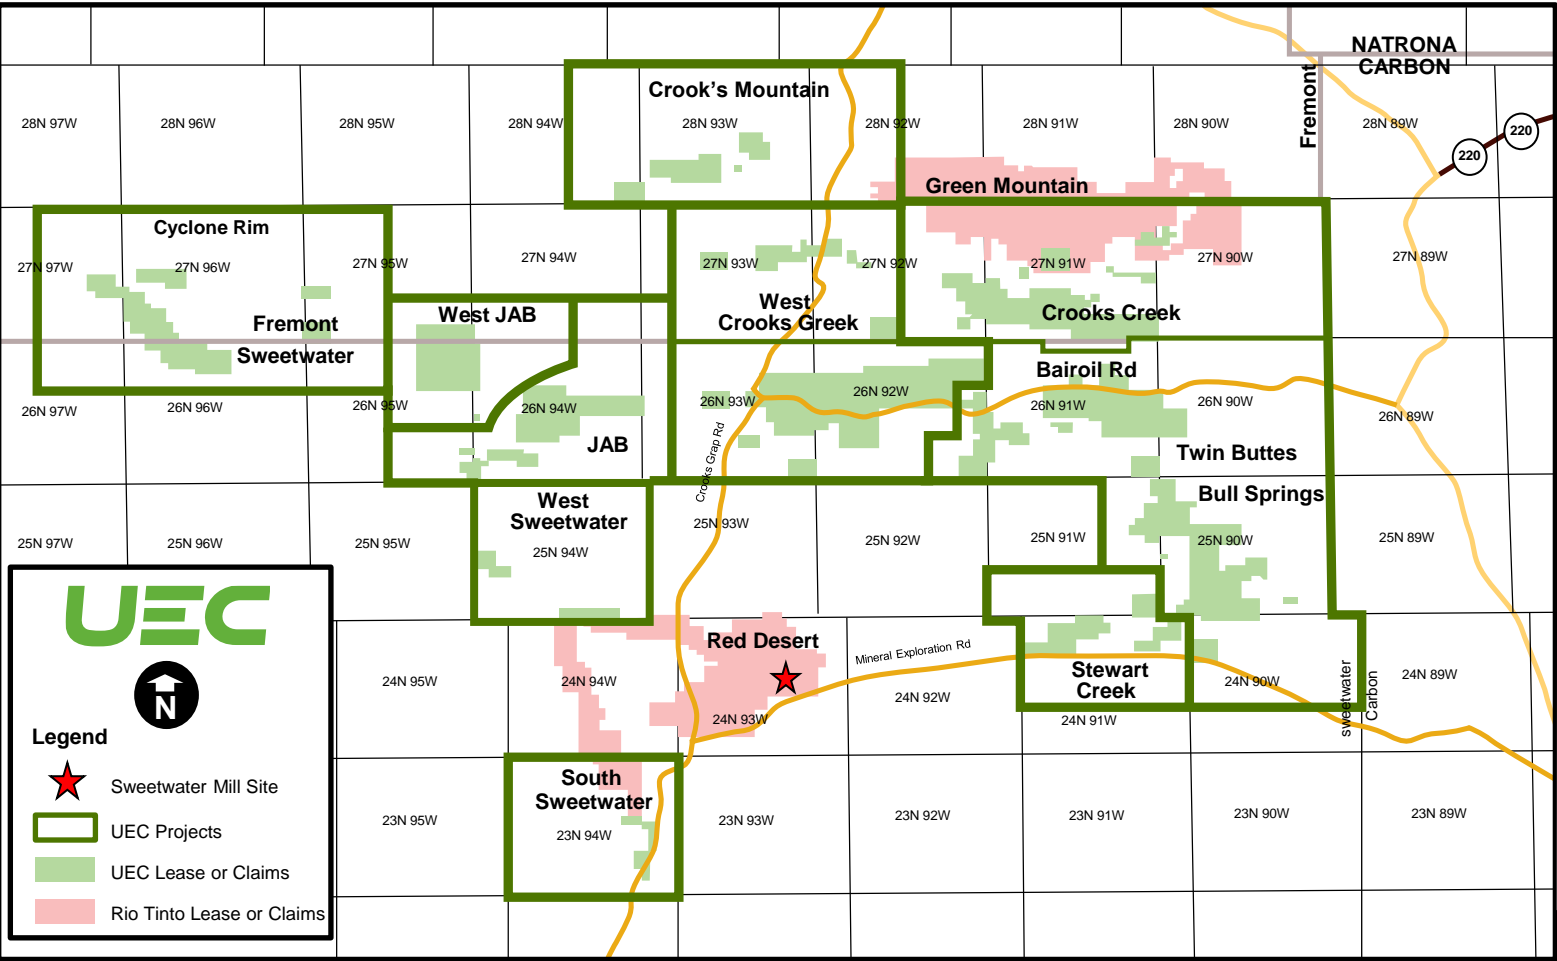 NATRONA
CARBON
Fremont
Crook's Mountain
28N 97W
28N 96W
28N 95W
28N 94W
28N 93W
28N 92W
28N 91W
28N 90W
28N 89W
220
220
Green Mountain
Cyclone Rim
27N 97W
27N 96W
27N 95W
27N 94W
27N 93W
27N 92W
27N 91W
27N 90W
27N 89W
West
Crooks Greek
Crooks Creek
West JAB
Fremont
Sweetwater
Bairoil Rd
26N 97W
26N 96W
26N 95W
26N 94W
26N 93W
26N 92W
26N 91W
26N 90W
26N 89W
JAB
Crooks Grap Rd
Twin Buttes
Bull Springs
West
Sweetwater
25N 97W
25N 96W
25N 95W
25N 94W
25N 93W
25N 92W
25N 91W
25N 90W
25N 89W
Red Desert
Mineral Exploration Rd
Stewart
Creek
sweetwater
Carbon
24N 95W
24N 94W
24N 93W
24N 92W
24N 91W
24N 90W
24N 89W
South
Sweetwater
23N 95W
23N 94W
23N 93W
23N 92W
23N 91W
23N 90W
23N 89W
UEC
N
Legend
Sweetwater Mill Site
UEC Projects
UEC Lease or Claims
Rio Tinto Lease or Claims